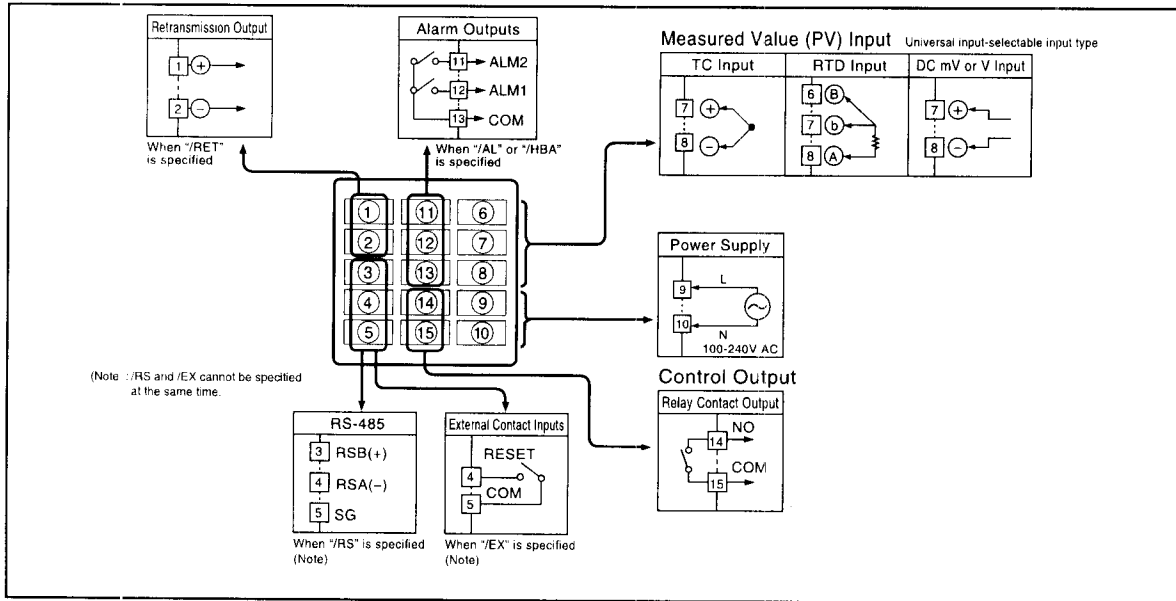 Retransmission Output
1 +
2 −
When "/RET"
is specified
Alarm Outputs
11 ALM2
12 ALM1
13 COM
When "/AL" or "/HBA"
is specified
Measured Value (PV) Input Universal input-selectable input type
TC Input
7 +
8 −
RTD Input
6 B
7 b
8 A
DC mV or V Input
7 +
8 −
1 11 6
2 12 7
3 13 8
4 14 9
5 15 10
Power Supply
9 L
10 N
100-240V AC
(Note : /RS and /EX cannot be specified
at the same time.
Control Output
Relay Contact Output
14 NO
15 COM
RS-485
3 RSB(+)
4 RSA(−)
5 SG
When "/RS" is specified
(Note)
External Contact Inputs
RESET
4
COM
5
When "/EX" is specified
(Note)